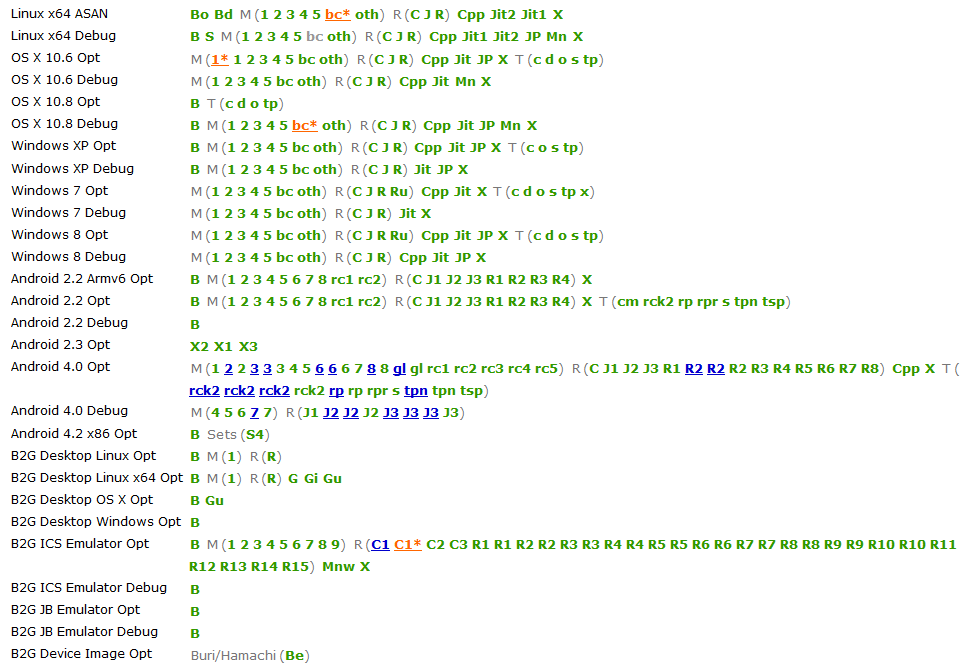 Linux x64 ASAN Bo Bd M (1 2 3 4 5 bc* oth) R (C J R) Cpp Jit2 Jit1 X
Linux x64 Debug B S M (1 2 3 4 5 bc oth) R (C J R) Cpp Jit1 Jit2 JP Mn X
OS X 10.6 Opt M (1* 1 2 3 4 5 bc oth) R (C J R) Cpp Jit JP X T (c d o s tp)
OS X 10.6 Debug M (1 2 3 4 5 bc oth) R (C J R) Cpp Jit Mn X
OS X 10.8 Opt B T (c d o tp)
OS X 10.8 Debug B M (1 2 3 4 5 bc* oth) R (C J R) Cpp Jit JP Mn X
Windows XP Opt B M (1 2 3 4 5 bc oth) R (C J R) Cpp Jit JP X T (c o s tp)
Windows XP Debug B M (1 2 3 4 5 bc oth) R (C J R) Jit JP X
Windows 7 Opt M (1 2 3 4 5 bc oth) R (C J R Ru) Cpp Jit X T (c d o s tp x)
Windows 7 Debug M (1 2 3 4 5 bc oth) R (C J R) Jit X
Windows 8 Opt M (1 2 3 4 5 bc oth) R (C J R Ru) Cpp Jit JP X T (c d o s tp)
Windows 8 Debug M (1 2 3 4 5 bc oth) R (C J R) Cpp Jit JP X
Android 2.2 Armv6 Opt B M (1 2 3 4 5 6 7 8 rc1 rc2) R (C J1 J2 J3 R1 R2 R3 R4) X
Android 2.2 Opt B M (1 2 3 4 5 6 7 8 rc1 rc2) R (C J1 J2 J3 R1 R2 R3 R4) X T (cm rck2 rp rpr s tpn tsp)
Android 2.2 Debug B
Android 2.3 Opt X2 X1 X3
Android 4.0 Opt M (1 2 2 3 3 3 4 5 6 6 6 7 8 8 gl gl rc1 rc2 rc3 rc4 rc5) R (C J1 J2 J3 R1 R2 R2 R2 R3 R4 R5 R6 R7 R8) Cpp X T (
rck2 rck2 rck2 rck2 rp rp rpr s tpn tpn tsp)
Android 4.0 Debug M (4 5 6 7 7) R (J1 J2 J2 J2 J3 J3 J3 J3)
Android 4.2 x86 Opt B Sets (S4)
B2G Desktop Linux Opt B M (1) R (R)
B2G Desktop Linux x64 Opt B M (1) R (R) G Gi Gu
B2G Desktop OS X Opt B Gu
B2G Desktop Windows Opt B
B2G ICS Emulator Opt B M (1 2 3 4 5 6 7 8 9) R (C1 C1* C2 C3 R1 R1 R2 R2 R3 R3 R4 R4 R5 R5 R6 R6 R7 R7 R8 R8 R9 R9 R10 R10 R11
R12 R13 R14 R15) Mnw X
B2G ICS Emulator Debug B
B2G JB Emulator Opt B
B2G JB Emulator Debug B
B2G Device Image Opt Buri/Hamachi (Be)